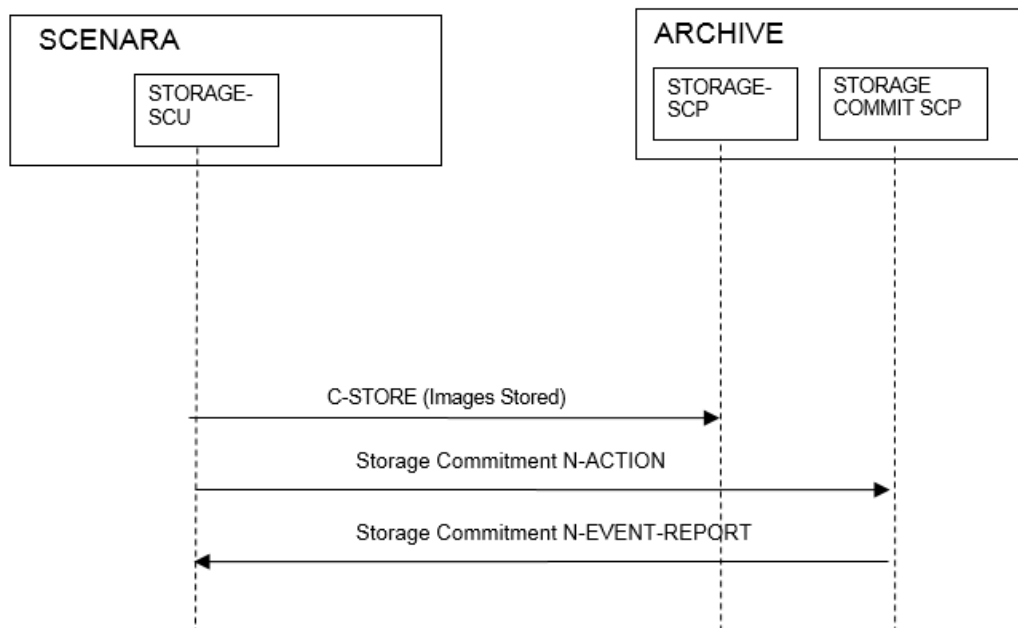 SCENARA
STORAGE-
SCU
ARCHIVE
STORAGE-
SCP
STORAGE
COMMIT SCP
C-STORE (Images Stored)
Storage Commitment N-ACTION
Storage Commitment N-EVENT-REPORT